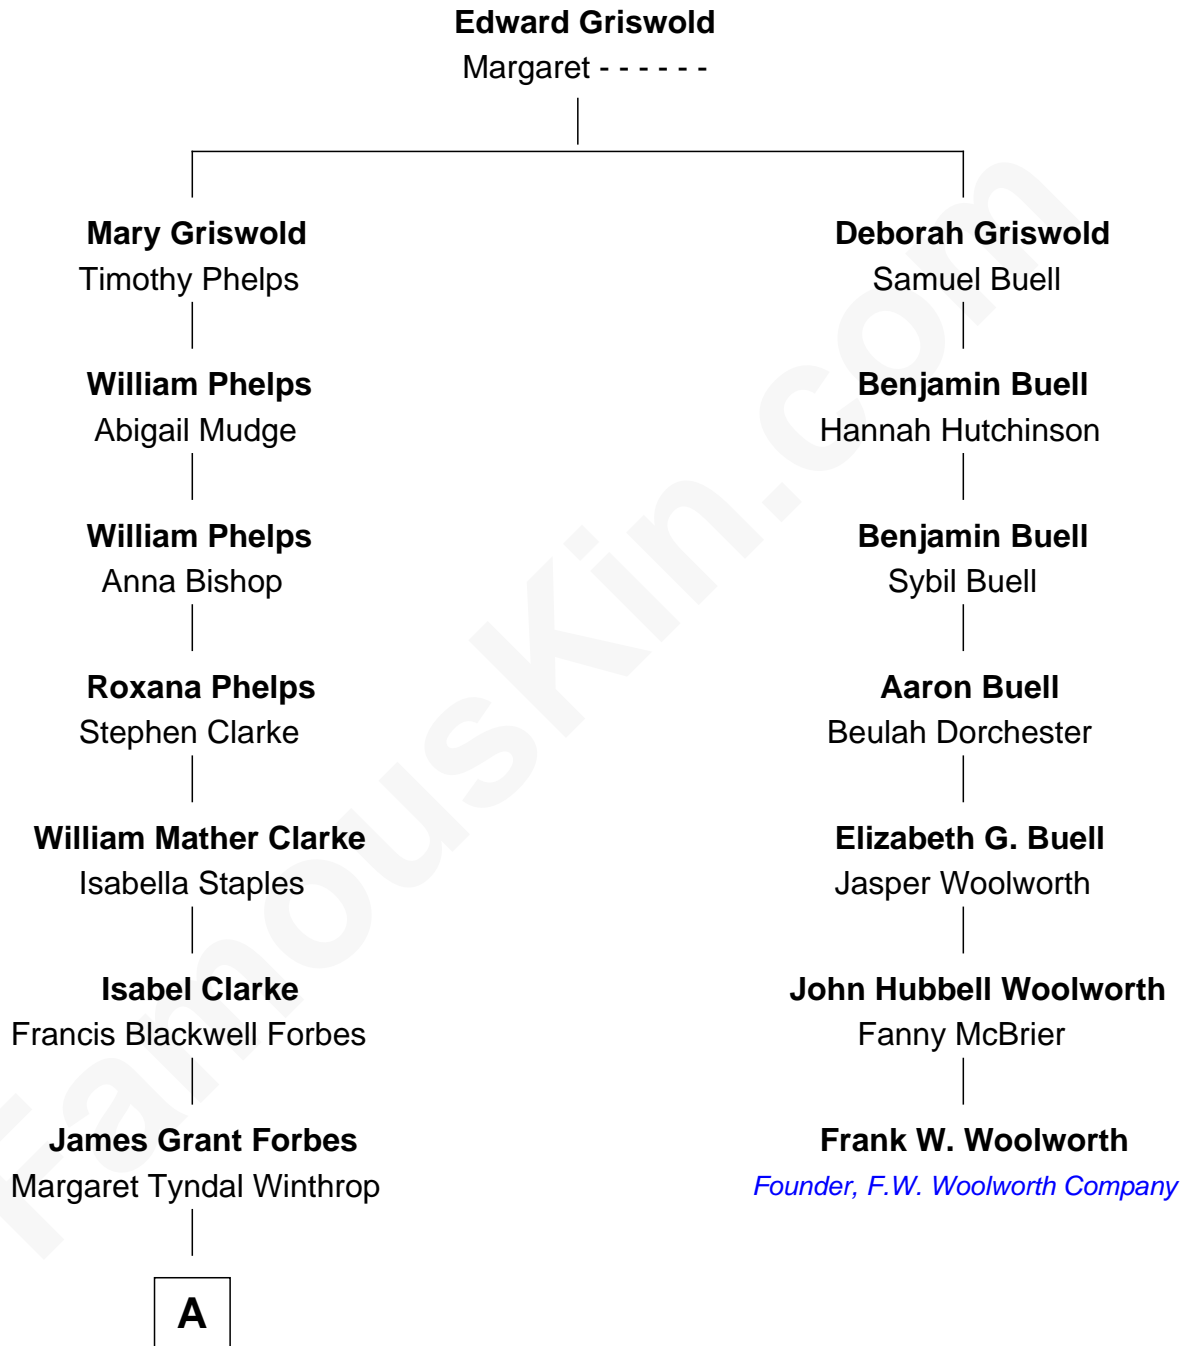 Edward Griswold
Margaret - - - - - -
Mary Griswold
Timothy Phelps
Deborah Griswold
Samuel Buell
William Phelps
Abigail Mudge
Benjamin Buell
Hannah Hutchinson
William Phelps
Anna Bishop
Benjamin Buell
Sybil Buell
Roxana Phelps
Stephen Clarke
Aaron Buell
Beulah Dorchester
William Mather Clarke
Isabella Staples
Elizabeth G. Buell
Jasper Woolworth
Isabel Clarke
Francis Blackwell Forbes
John Hubbell Woolworth
Fanny McBrier
James Grant Forbes
Margaret Tyndal Winthrop
Frank W. Woolworth
Founder, F.W. Woolworth Company
A
FamousKin.com